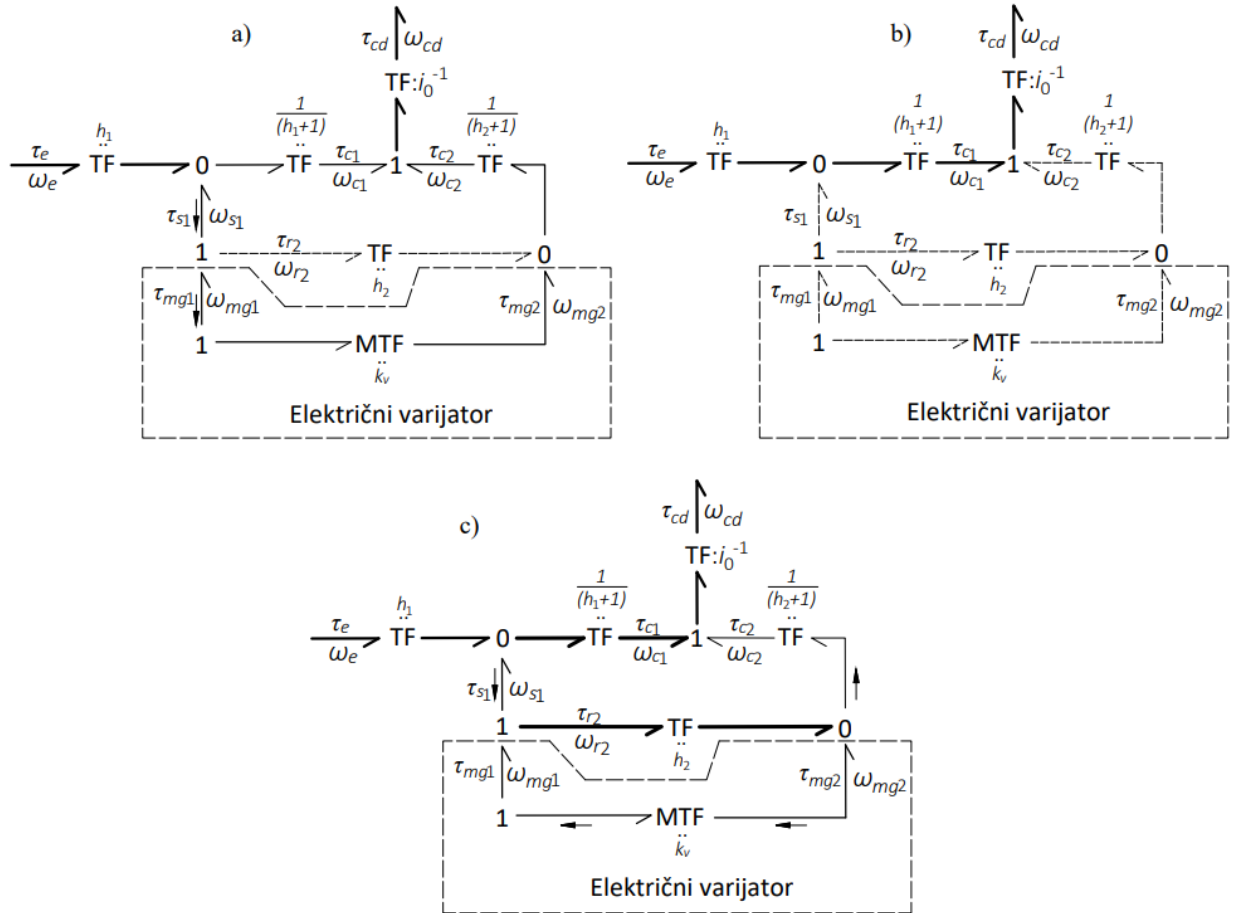 a)
τcd ωcd
TF:i0^-1
h1
1/(h1+1)
1/(h2+1)
τe
ωe
TF 0 TF τc1 ωc1 1 τc2 ωc2 TF
τs1 ωs1
1 τr2 ωr2 TF 0
h2
τmg1 ωmg1 τmg2 ωmg2
1 MTF
kv
Električni varijator
b)
τcd ωcd
TF:i0^-1
h1
1
(h1+1)
1
(h2+1)
τe
ωe
TF 0 TF τc1 ωc1 1 τc2 ωc2 TF
τs1 ωs1
1 τr2 ωr2 TF 0
h2
τmg1 ωmg1 τmg2 ωmg2
1 MTF
kv
Električni varijator
c)
τcd ωcd
TF:i0^-1
h1
1/(h1+1)
1/(h2+1)
τe
ωe
TF 0 TF τc1 ωc1 1 τc2 ωc2 TF
τs1 ωs1
1 τr2 ωr2 TF 0
h2
τmg1 ωmg1 τmg2 ωmg2
1 MTF
kv
Električni varijator